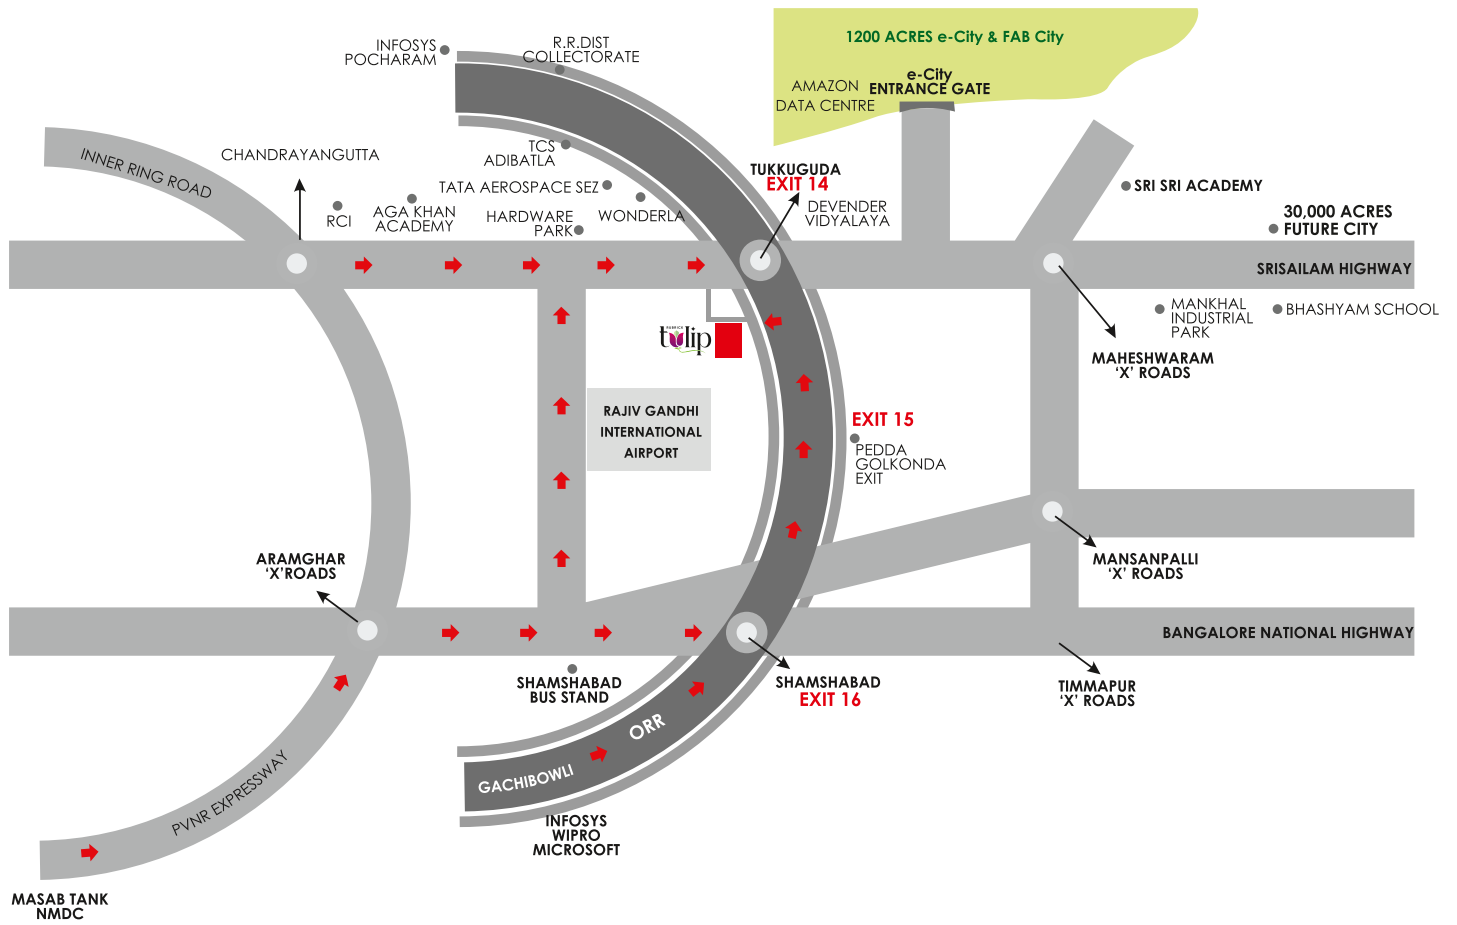 1200 ACRES e-City & FAB City
INFOSYS
POCHARAM
R.R.DIST
COLLECTORATE
e-City
ENTRANCE GATE
AMAZON
DATA CENTRE
INNER RING ROAD
CHANDRAYANGUTTA
TCS
ADIBATLA
TUKKUGUDA
EXIT 14
TATA AEROSPACE SEZ
SRI SRI ACADEMY
RCI
AGA KHAN
ACADEMY
HARDWARE
PARK
WONDERLA
DEVENDER
VIDYALAYA
30,000 ACRES
FUTURE CITY
SRISAILAM HIGHWAY
MANKHAL
INDUSTRIAL
PARK
BHASHYAM SCHOOL
tulip
MAHESHWARAM
‘X’ ROADS
RAJIV GANDHI
INTERNATIONAL
AIRPORT
EXIT 15
PEDDA
GOLKONDA
EXIT
ARAMGHAR
‘X’ROADS
MANSANPALLI
‘X’ ROADS
BANGALORE NATIONAL HIGHWAY
SHAMSHABAD
BUS STAND
SHAMSHABAD
EXIT 16
TIMMAPUR
‘X’ ROADS
ORR
GACHIBOWLI
PVNR EXPRESSWAY
INFOSYS
WIPRO
MICROSOFT
MASAB TANK
NMDC